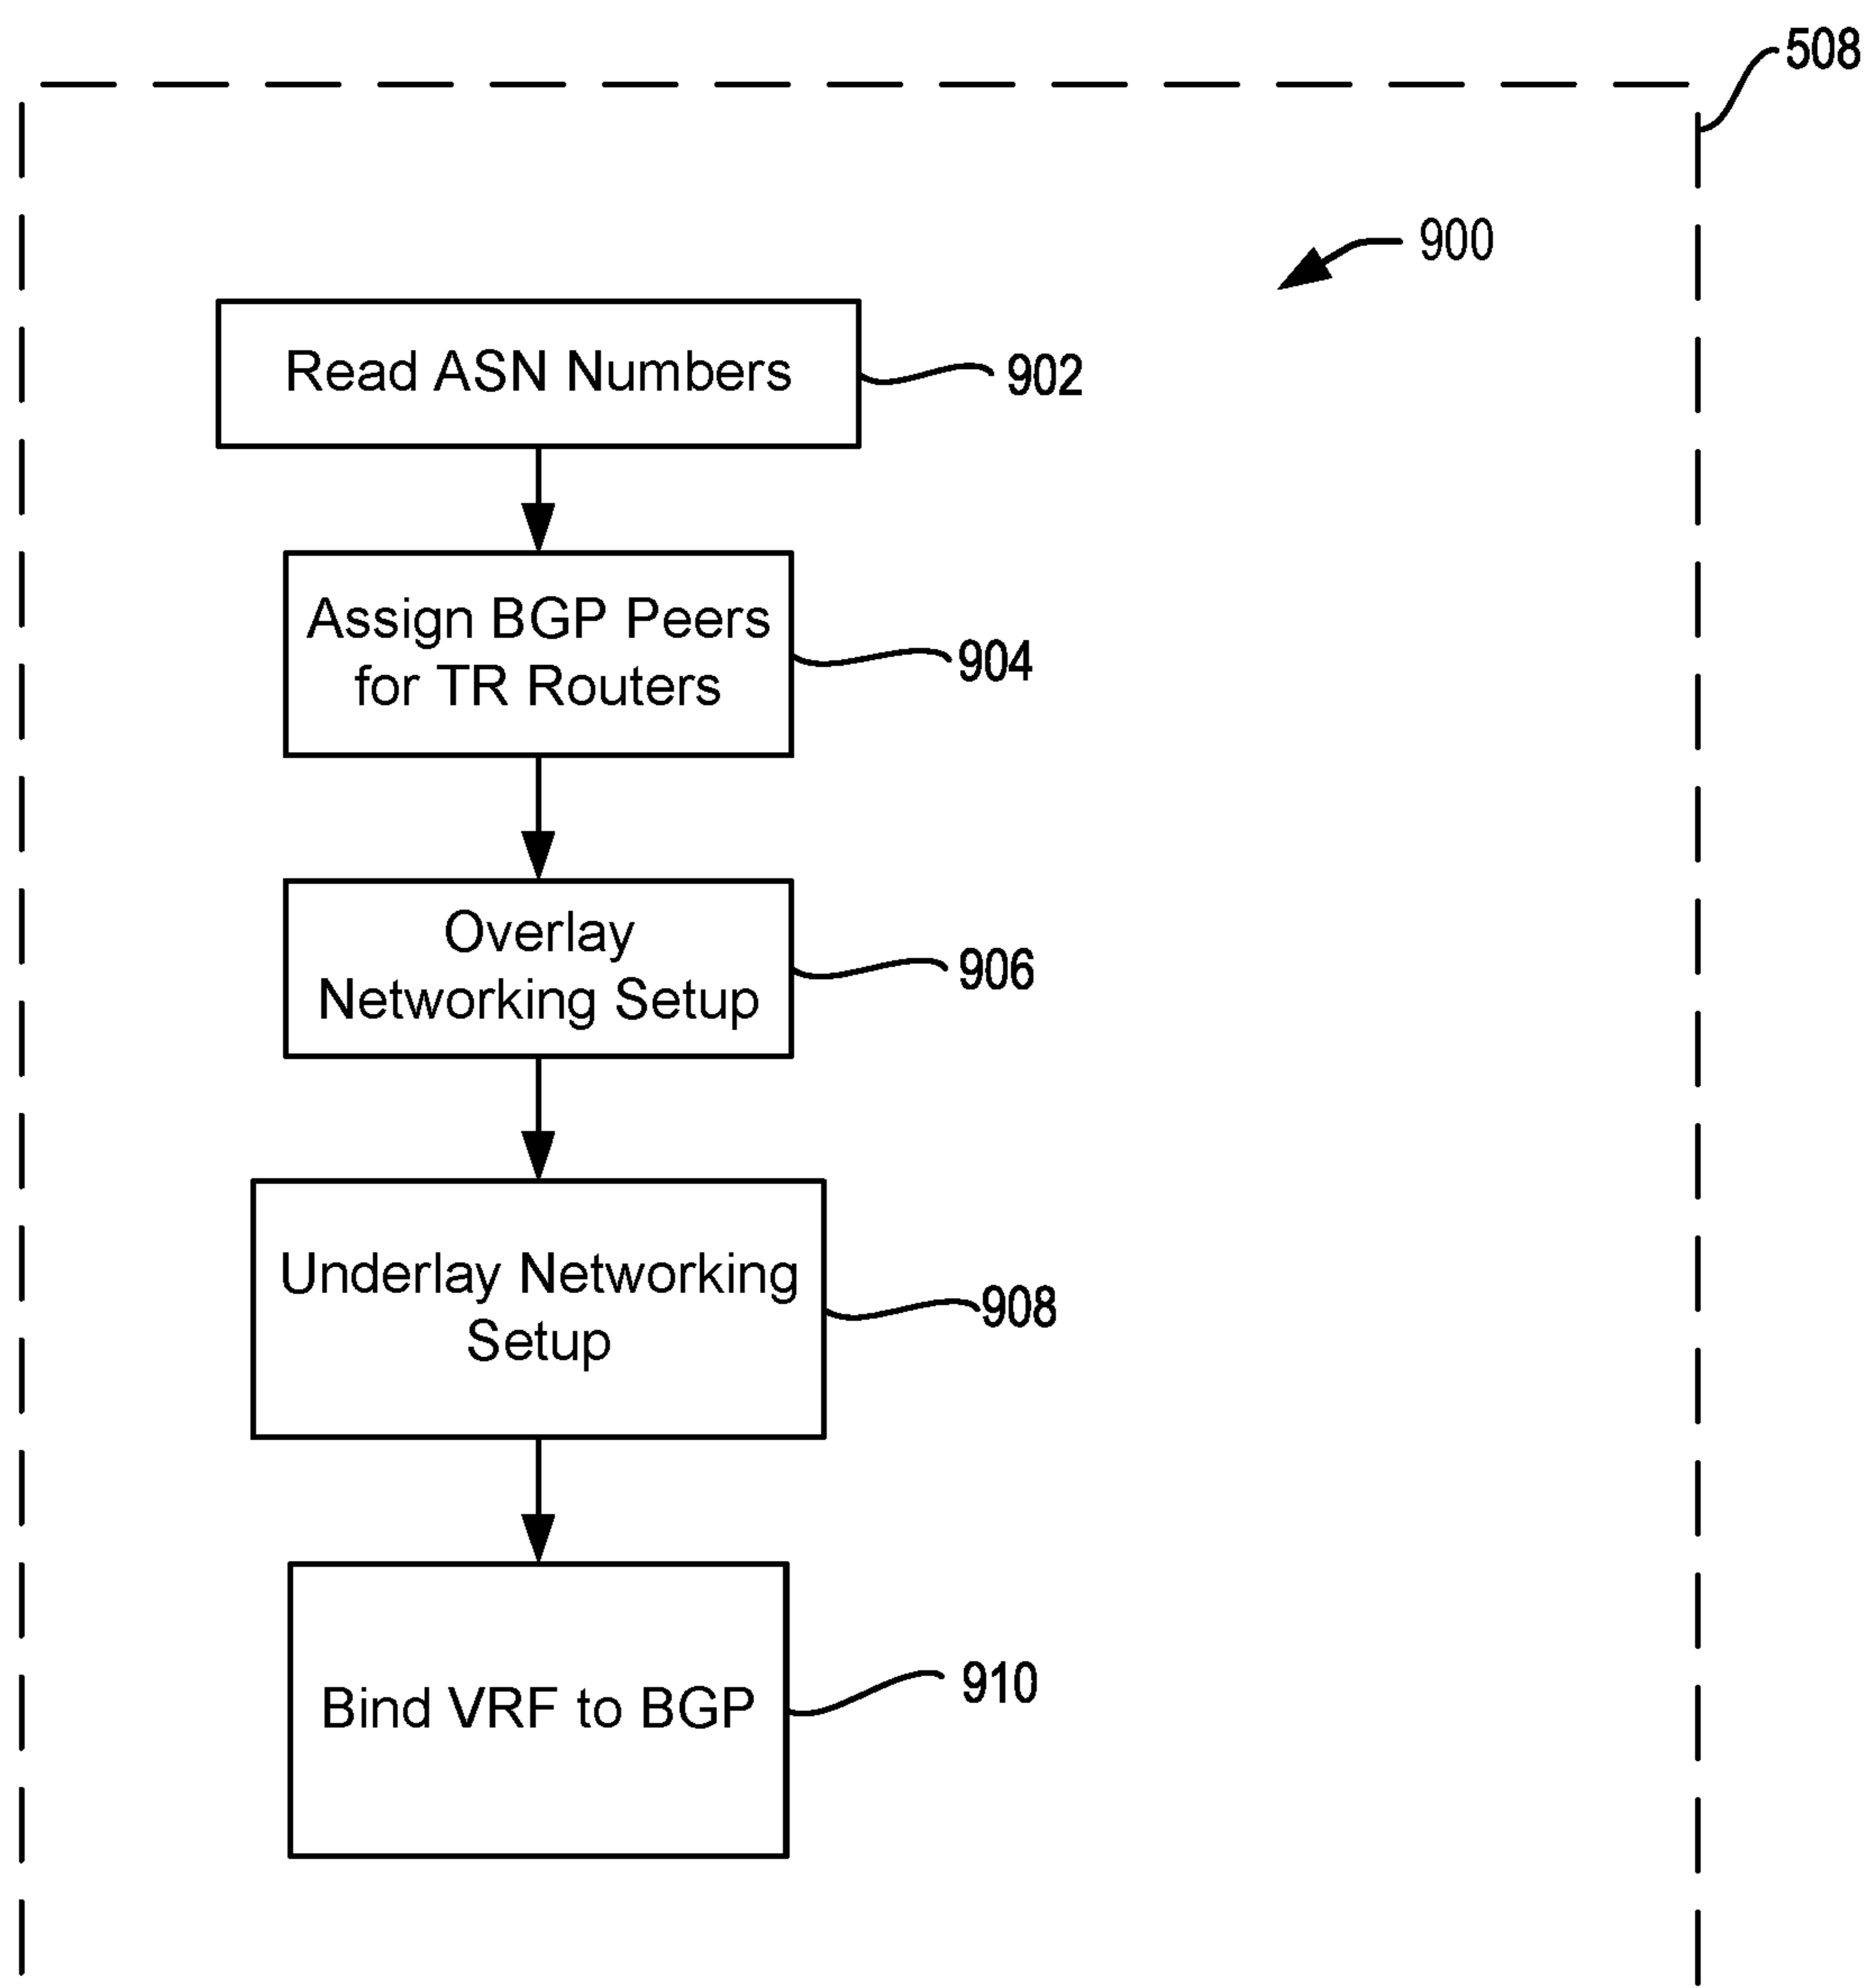 508
900
Read ASN Numbers
902
Assign BGP Peers
for TR Routers
904
Overlay
Networking Setup
906
Underlay Networking
Setup
908
Bind VRF to BGP
910